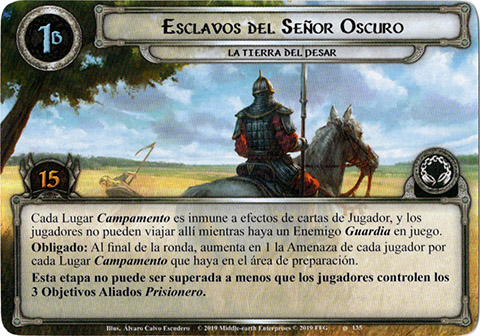 1B
Esclavos del Señor Oscuro
La Tierra del Pesar
15
Cada Lugar Campamento es inmune a efectos de cartas de Jugador, y los
jugadores no pueden viajar allí mientras haya un Enemigo Guardia en juego.
Obligado: Al final de la ronda, aumenta en 1 la Amenaza de cada jugador por
cada Lugar Campamento que haya en el área de preparación.
Esta etapa no puede ser superada a menos que los jugadores controlen los
3 Objetivos Aliados Prisionero.
Illus. Álvaro Calvo Escudero © 2019 Middle-earth Enterprises © 2019 FFG 135